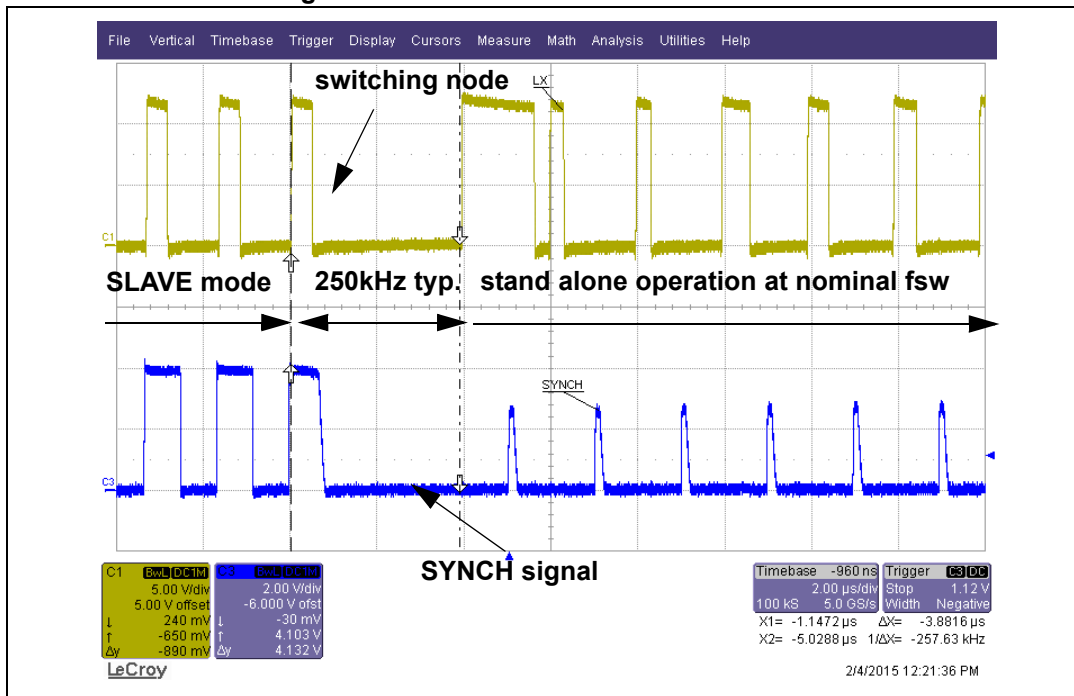 File Vertical Timebase Trigger Display Cursors Measure Math Analysis Utilities Help
switching node
LX
C1
SLAVE mode
250kHz typ.
stand alone operation at nominal fsw
SYNCH
C3
SYNCH signal
C1 BwL DC1M
5.00 V/div
5.00 V offset
↓ 240 mV
↑ -650 mV
Δy -890 mV
C3 BwL DC1M
2.00 V/div
-6.000 V ofst
↓ -30 mV
↑ 4.103 V
Δy 4.132 V
Timebase -960 ns
2.00 µs/div
100 kS 5.0 GS/s
Trigger C3 DC
Stop 1.12 V
Width Negative
X1= -1.1472 µs ΔX= -3.8816 µs
X2= -5.0288 µs 1/ΔX= -257.63 kHz
LeCroy
2/4/2015 12:21:36 PM